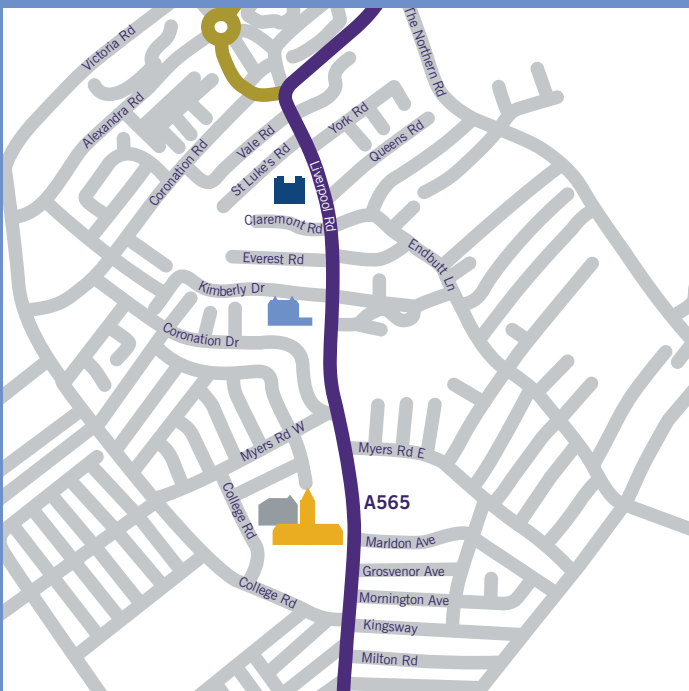 The Northern Rd
Victoria Rd
Alexandra Rd
York Rd
Vale Rd
Queens Rd
Coronation Rd
St Luke's Rd
Liverpool Rd
Claremont Rd
Everest Rd
Endbutt Ln
Kimberly Dr
Coronation Dr
Myers Rd W
Myers Rd E
College Rd
A565
Marldon Ave
Grosvenor Ave
College Rd
Mornington Ave
Kingsway
Milton Rd